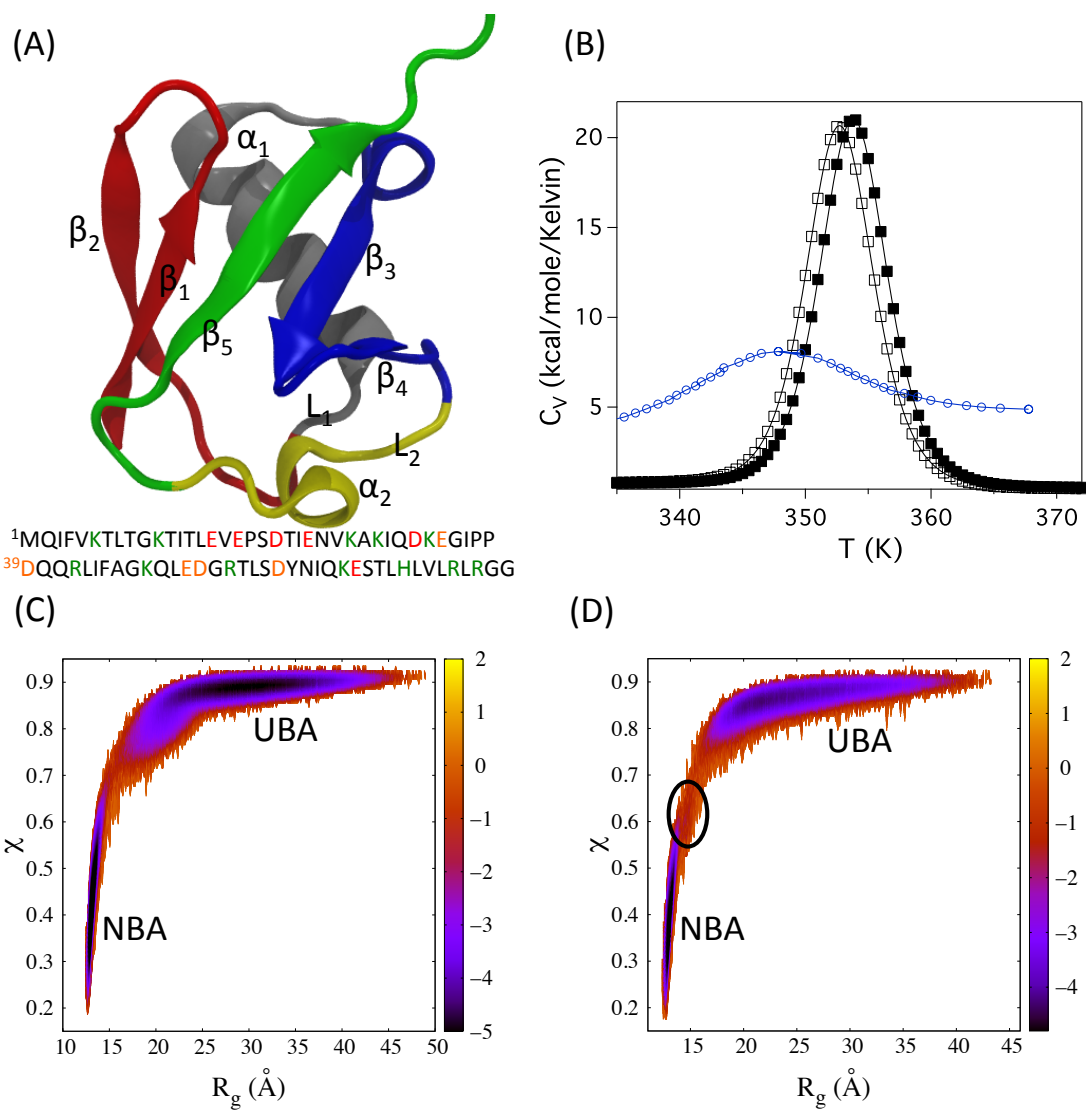 (A)
α1
β2
β1
β3
β5
β4
L1
L2
α2
1MQIFVKTLTGKTITLEVEPSDTIENVKAKIQDKEGIPP
39DQQRLIFAGKQLEDGRTLSDYNIQKESTLHLVLRLRGG
(B)
CV (kcal/mole/Kelvin)
20
15
10
5
340
350
360
370
T (K)
(C)
χ
0.9
0.8
0.7
0.6
0.5
0.4
0.3
0.2
UBA
NBA
10
15
20
25
30
35
40
45
50
Rg (Å)
2
1
0
−1
−2
−3
−4
−5
(D)
χ
0.9
0.8
0.7
0.6
0.5
0.4
0.3
0.2
UBA
NBA
15
20
25
30
35
40
45
Rg (Å)
2
1
0
−1
−2
−3
−4